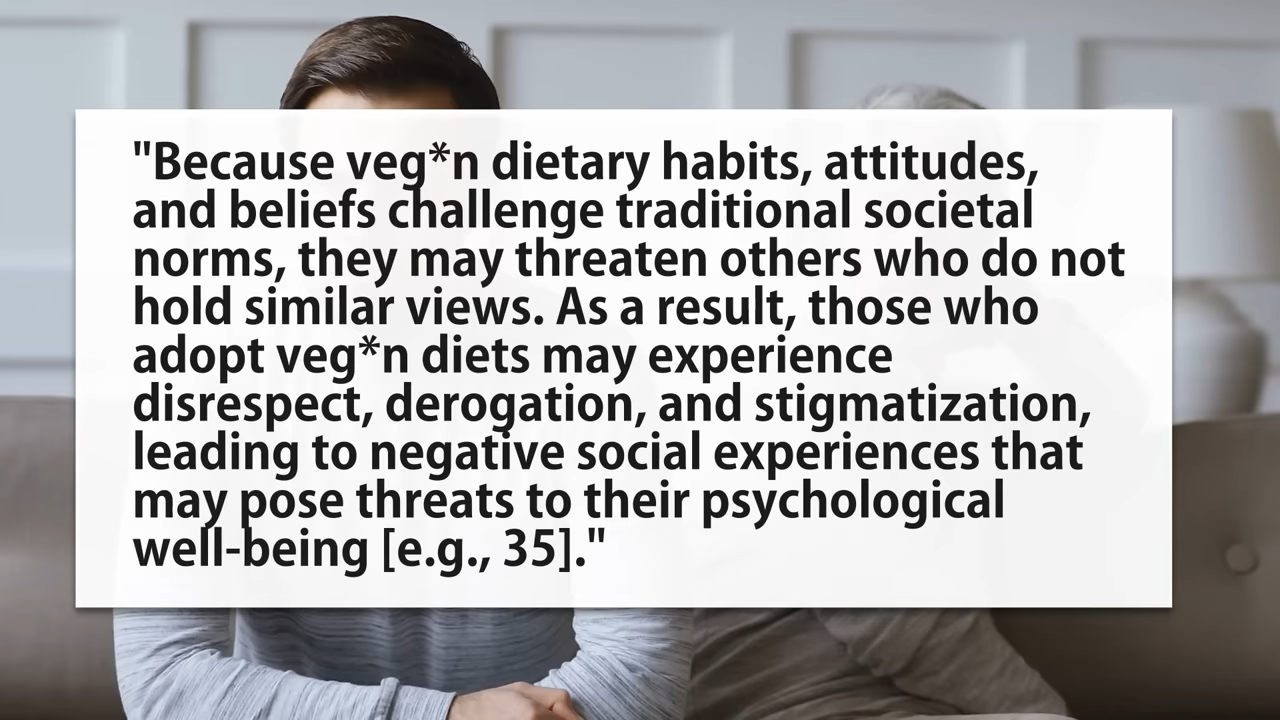 "Because veg*n dietary habits, attitudes,
and beliefs challenge traditional societal
norms, they may threaten others who do not
hold similar views. As a result, those who
adopt veg*n diets may experience
disrespect, derogation, and stigmatization,
leading to negative social experiences that
may pose threats to their psychological
well-being [e.g., 35]."